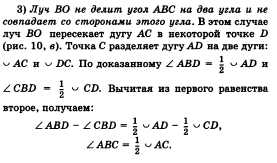 3) Луч BO не делит угол ABC на два угла и не
совпадает со сторонами этого угла. В этом случае
луч BO пересекает дугу AC в некоторой точке D
(рис. 10, в). Точка C разделяет дугу AD на две дуги:
∪ AC и ∪ DC. По доказанному ∠ ABD = 1/2 ∪ AD и
∠ CBD = 1/2 ∪ CD. Вычитая из первого равенства
второе, получаем:
∠ ABD − ∠ CBD = 1/2 ∪ AD − 1/2 ∪ CD,
∠ ABC = 1/2 ∪ AC.